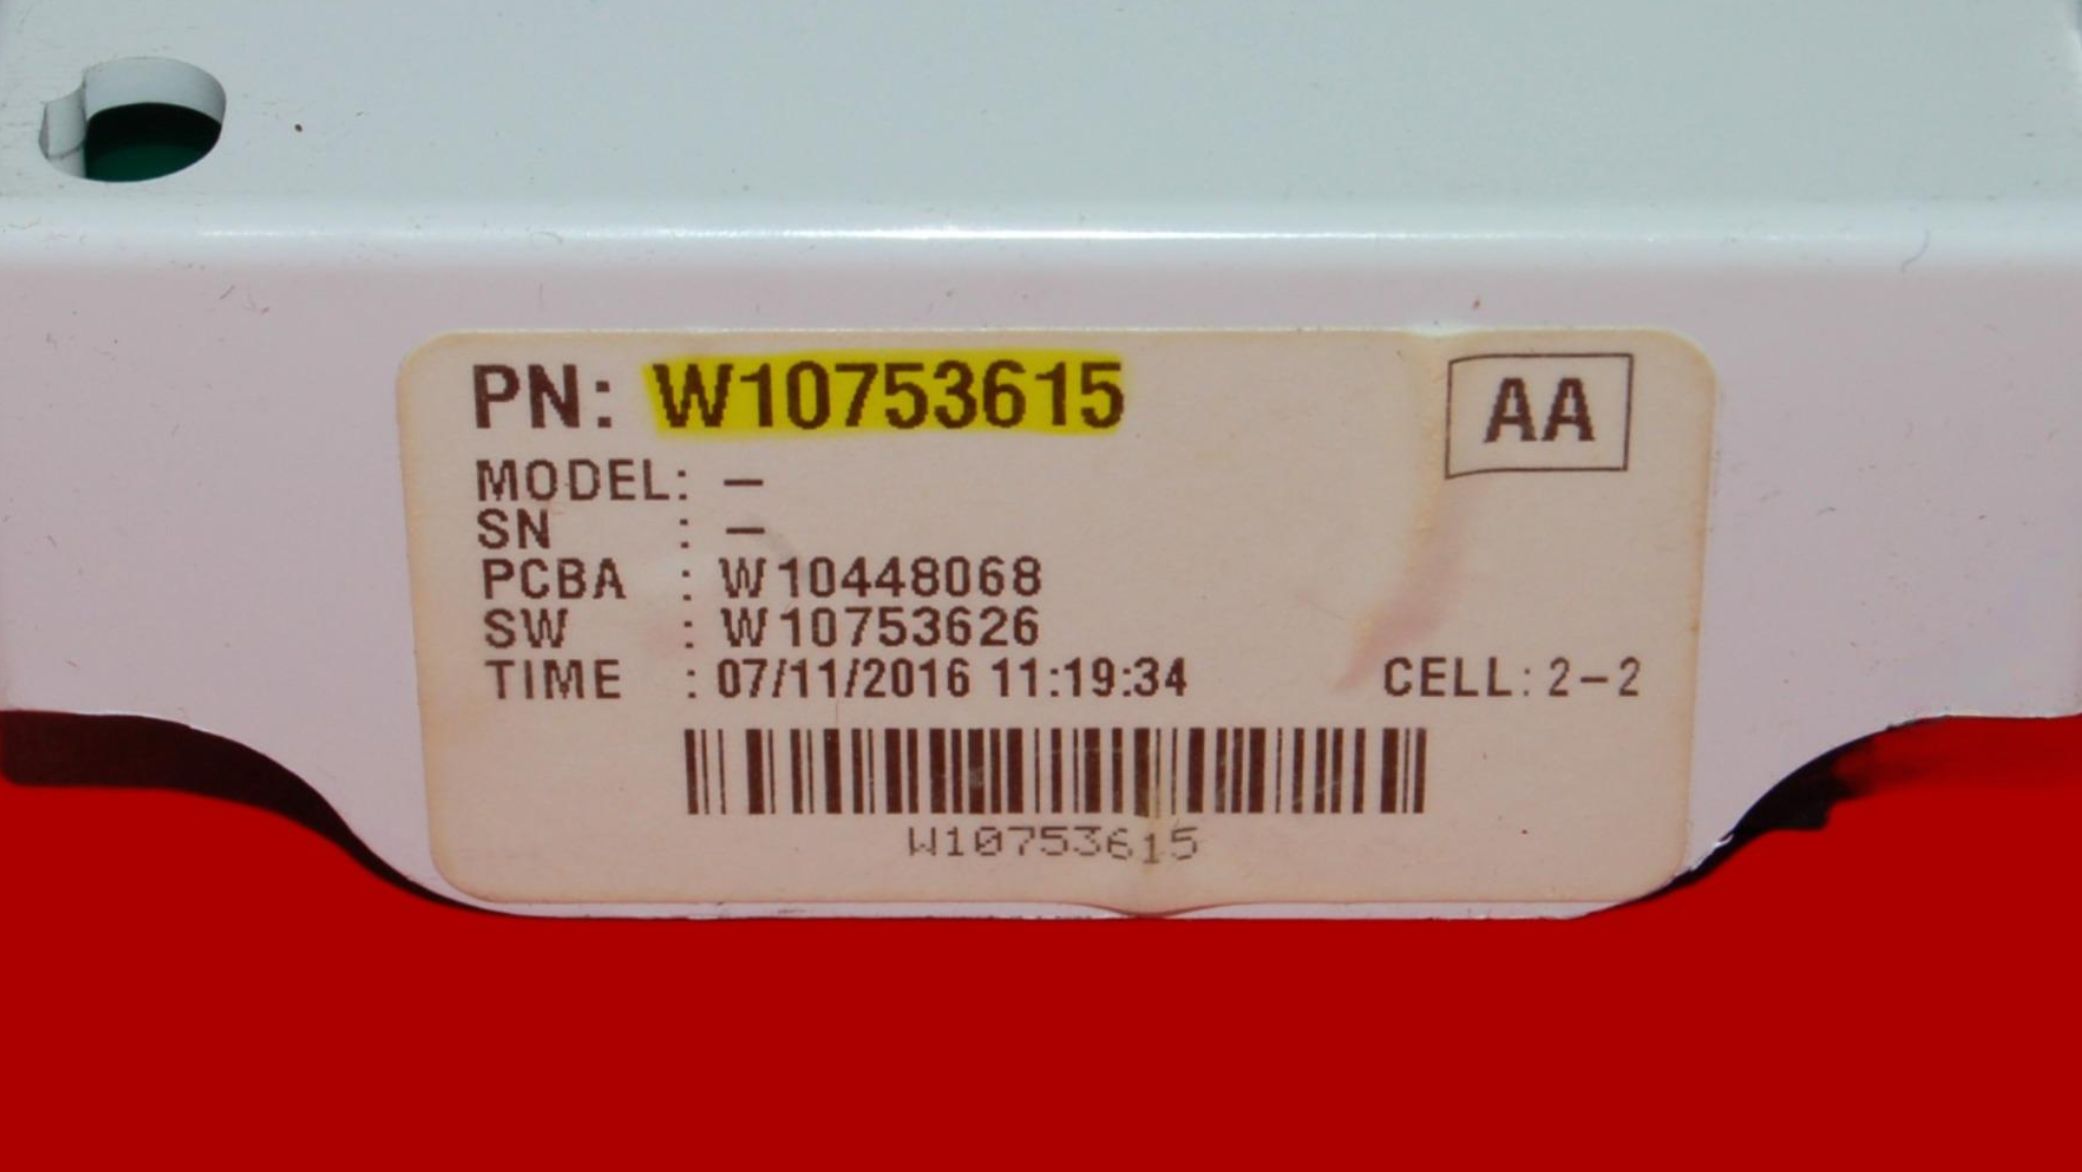 PN: W10753615 AA
MODEL: –
SN : –
PCBA : W10448068
SW : W10753626
TIME : 07/11/2016 11:19:34 CELL: 2-2
W10753615